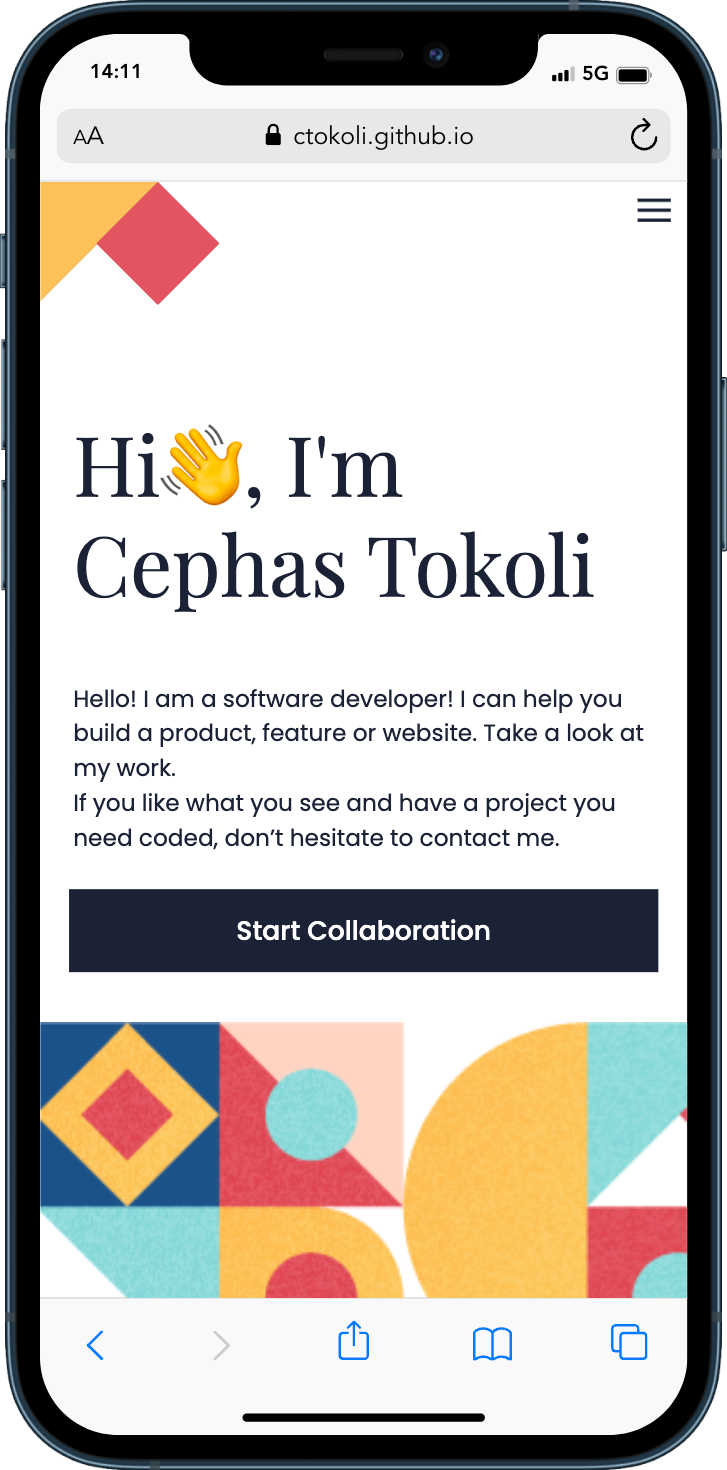 14:11
5G
AA
ctokoli.github.io
Hi👋, I'm
Cephas Tokoli
Hello! I am a software developer! I can help you
build a product, feature or website. Take a look at
my work.
If you like what you see and have a project you
need coded, don’t hesitate to contact me.
Start Collaboration